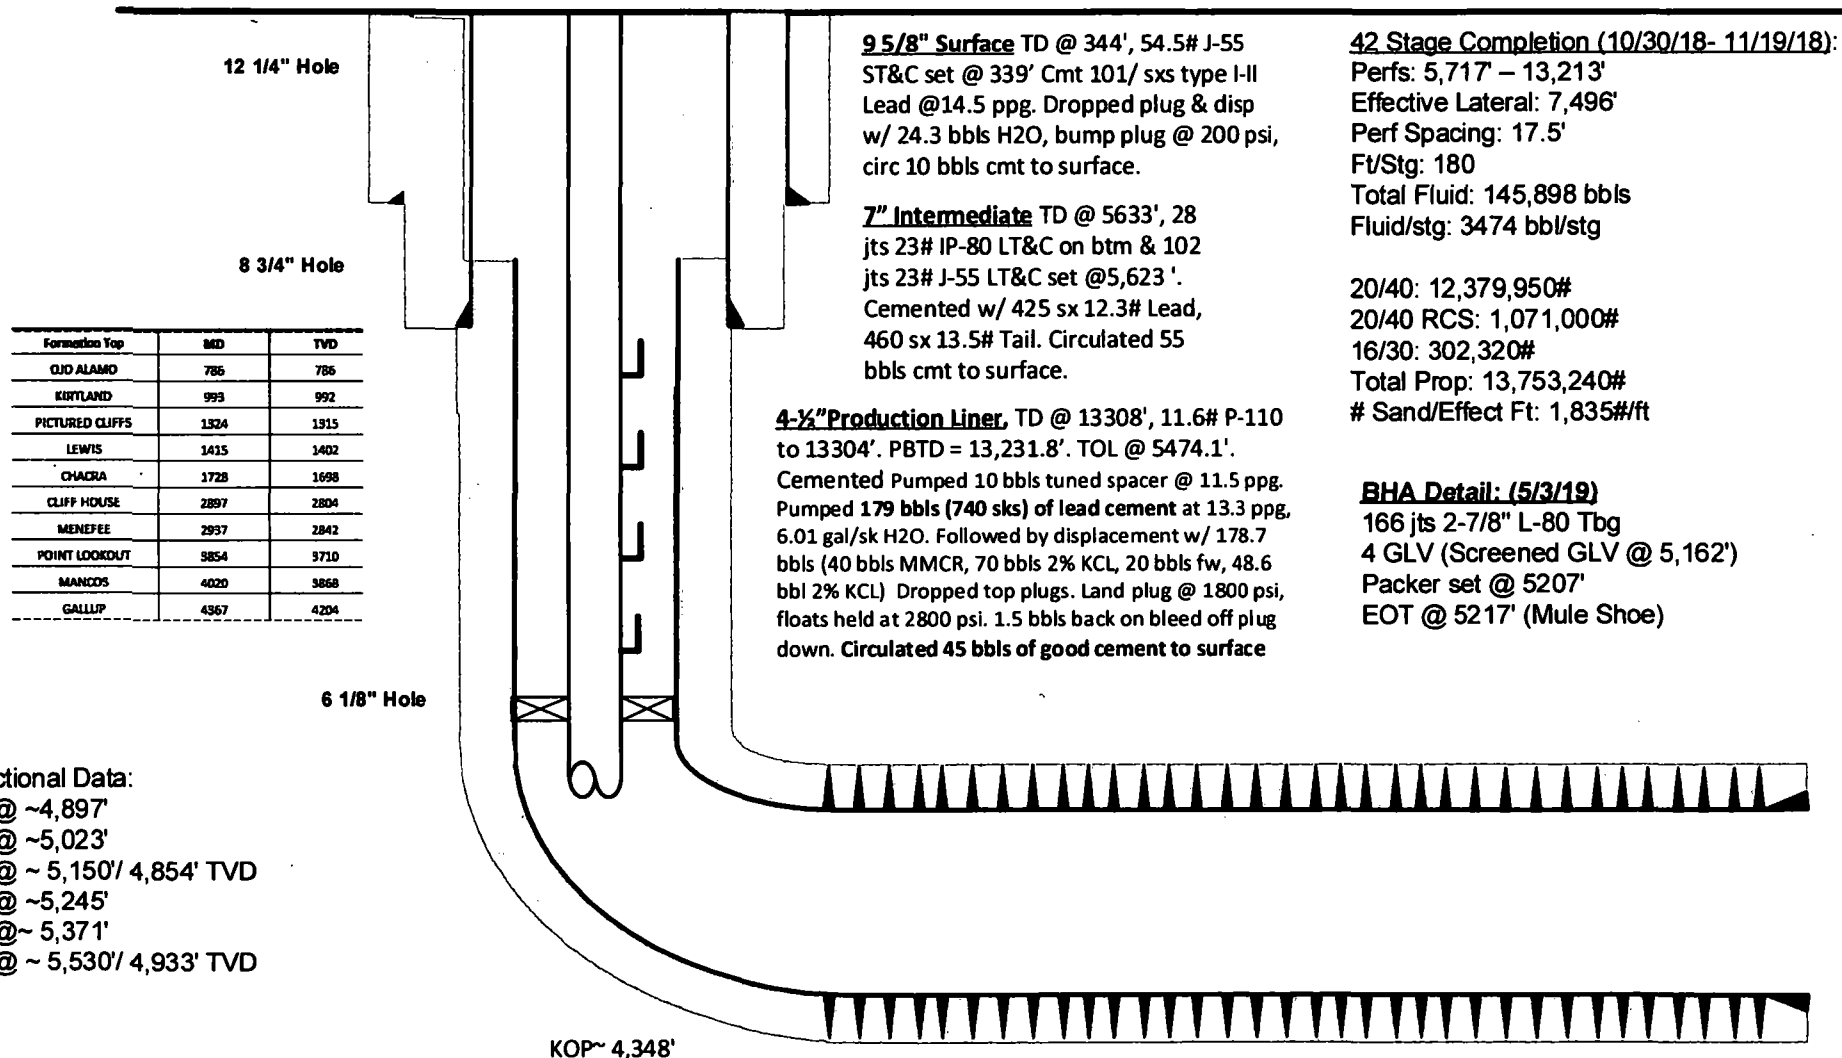 12 1/4" Hole
8 3/4" Hole
Formation Top MD TVD
OJO ALAMO 786 786
KIRTLAND 993 992
PICTURED CLIFFS 1324 1315
LEWIS 1415 1402
CHACRA 1728 1698
CLIFF HOUSE 2897 2804
MENEFEE 2937 2842
POINT LOOKOUT 3854 3710
MANCOS 4020 3868
GALLUP 4367 4204
6 1/8" Hole
ctional Data:
@ ~4,897'
@ ~5,023'
@ ~ 5,150'/ 4,854' TVD
@ ~5,245'
@~ 5,371'
@ ~ 5,530'/ 4,933' TVD
KOP~ 4,348'
9 5/8" Surface TD @ 344', 54.5# J-55
ST&C set @ 339' Cmt 101/ sxs type I-II
Lead @14.5 ppg. Dropped plug & disp
w/ 24.3 bbls H2O, bump plug @ 200 psi,
circ 10 bbls cmt to surface.
7" Intermediate TD @ 5633', 28
jts 23# IP-80 LT&C on btm & 102
jts 23# J-55 LT&C set @5,623 '.
Cemented w/ 425 sx 12.3# Lead,
460 sx 13.5# Tail. Circulated 55
bbls cmt to surface.
4-½"Production Liner, TD @ 13308', 11.6# P-110
to 13304'. PBTD = 13,231.8'. TOL @ 5474.1'.
Cemented Pumped 10 bbls tuned spacer @ 11.5 ppg.
Pumped 179 bbls (740 sks) of lead cement at 13.3 ppg,
6.01 gal/sk H2O. Followed by displacement w/ 178.7
bbls (40 bbls MMCR, 70 bbls 2% KCL, 20 bbls fw, 48.6
bbl 2% KCL) Dropped top plugs. Land plug @ 1800 psi,
floats held at 2800 psi. 1.5 bbls back on bleed off plug
down. Circulated 45 bbls of good cement to surface
42 Stage Completion (10/30/18- 11/19/18):
Perfs: 5,717' – 13,213'
Effective Lateral: 7,496'
Perf Spacing: 17.5'
Ft/Stg: 180
Total Fluid: 145,898 bbls
Fluid/stg: 3474 bbl/stg
20/40: 12,379,950#
20/40 RCS: 1,071,000#
16/30: 302,320#
Total Prop: 13,753,240#
# Sand/Effect Ft: 1,835#/ft
BHA Detail: (5/3/19)
166 jts 2-7/8" L-80 Tbg
4 GLV (Screened GLV @ 5,162')
Packer set @ 5207'
EOT @ 5217' (Mule Shoe)